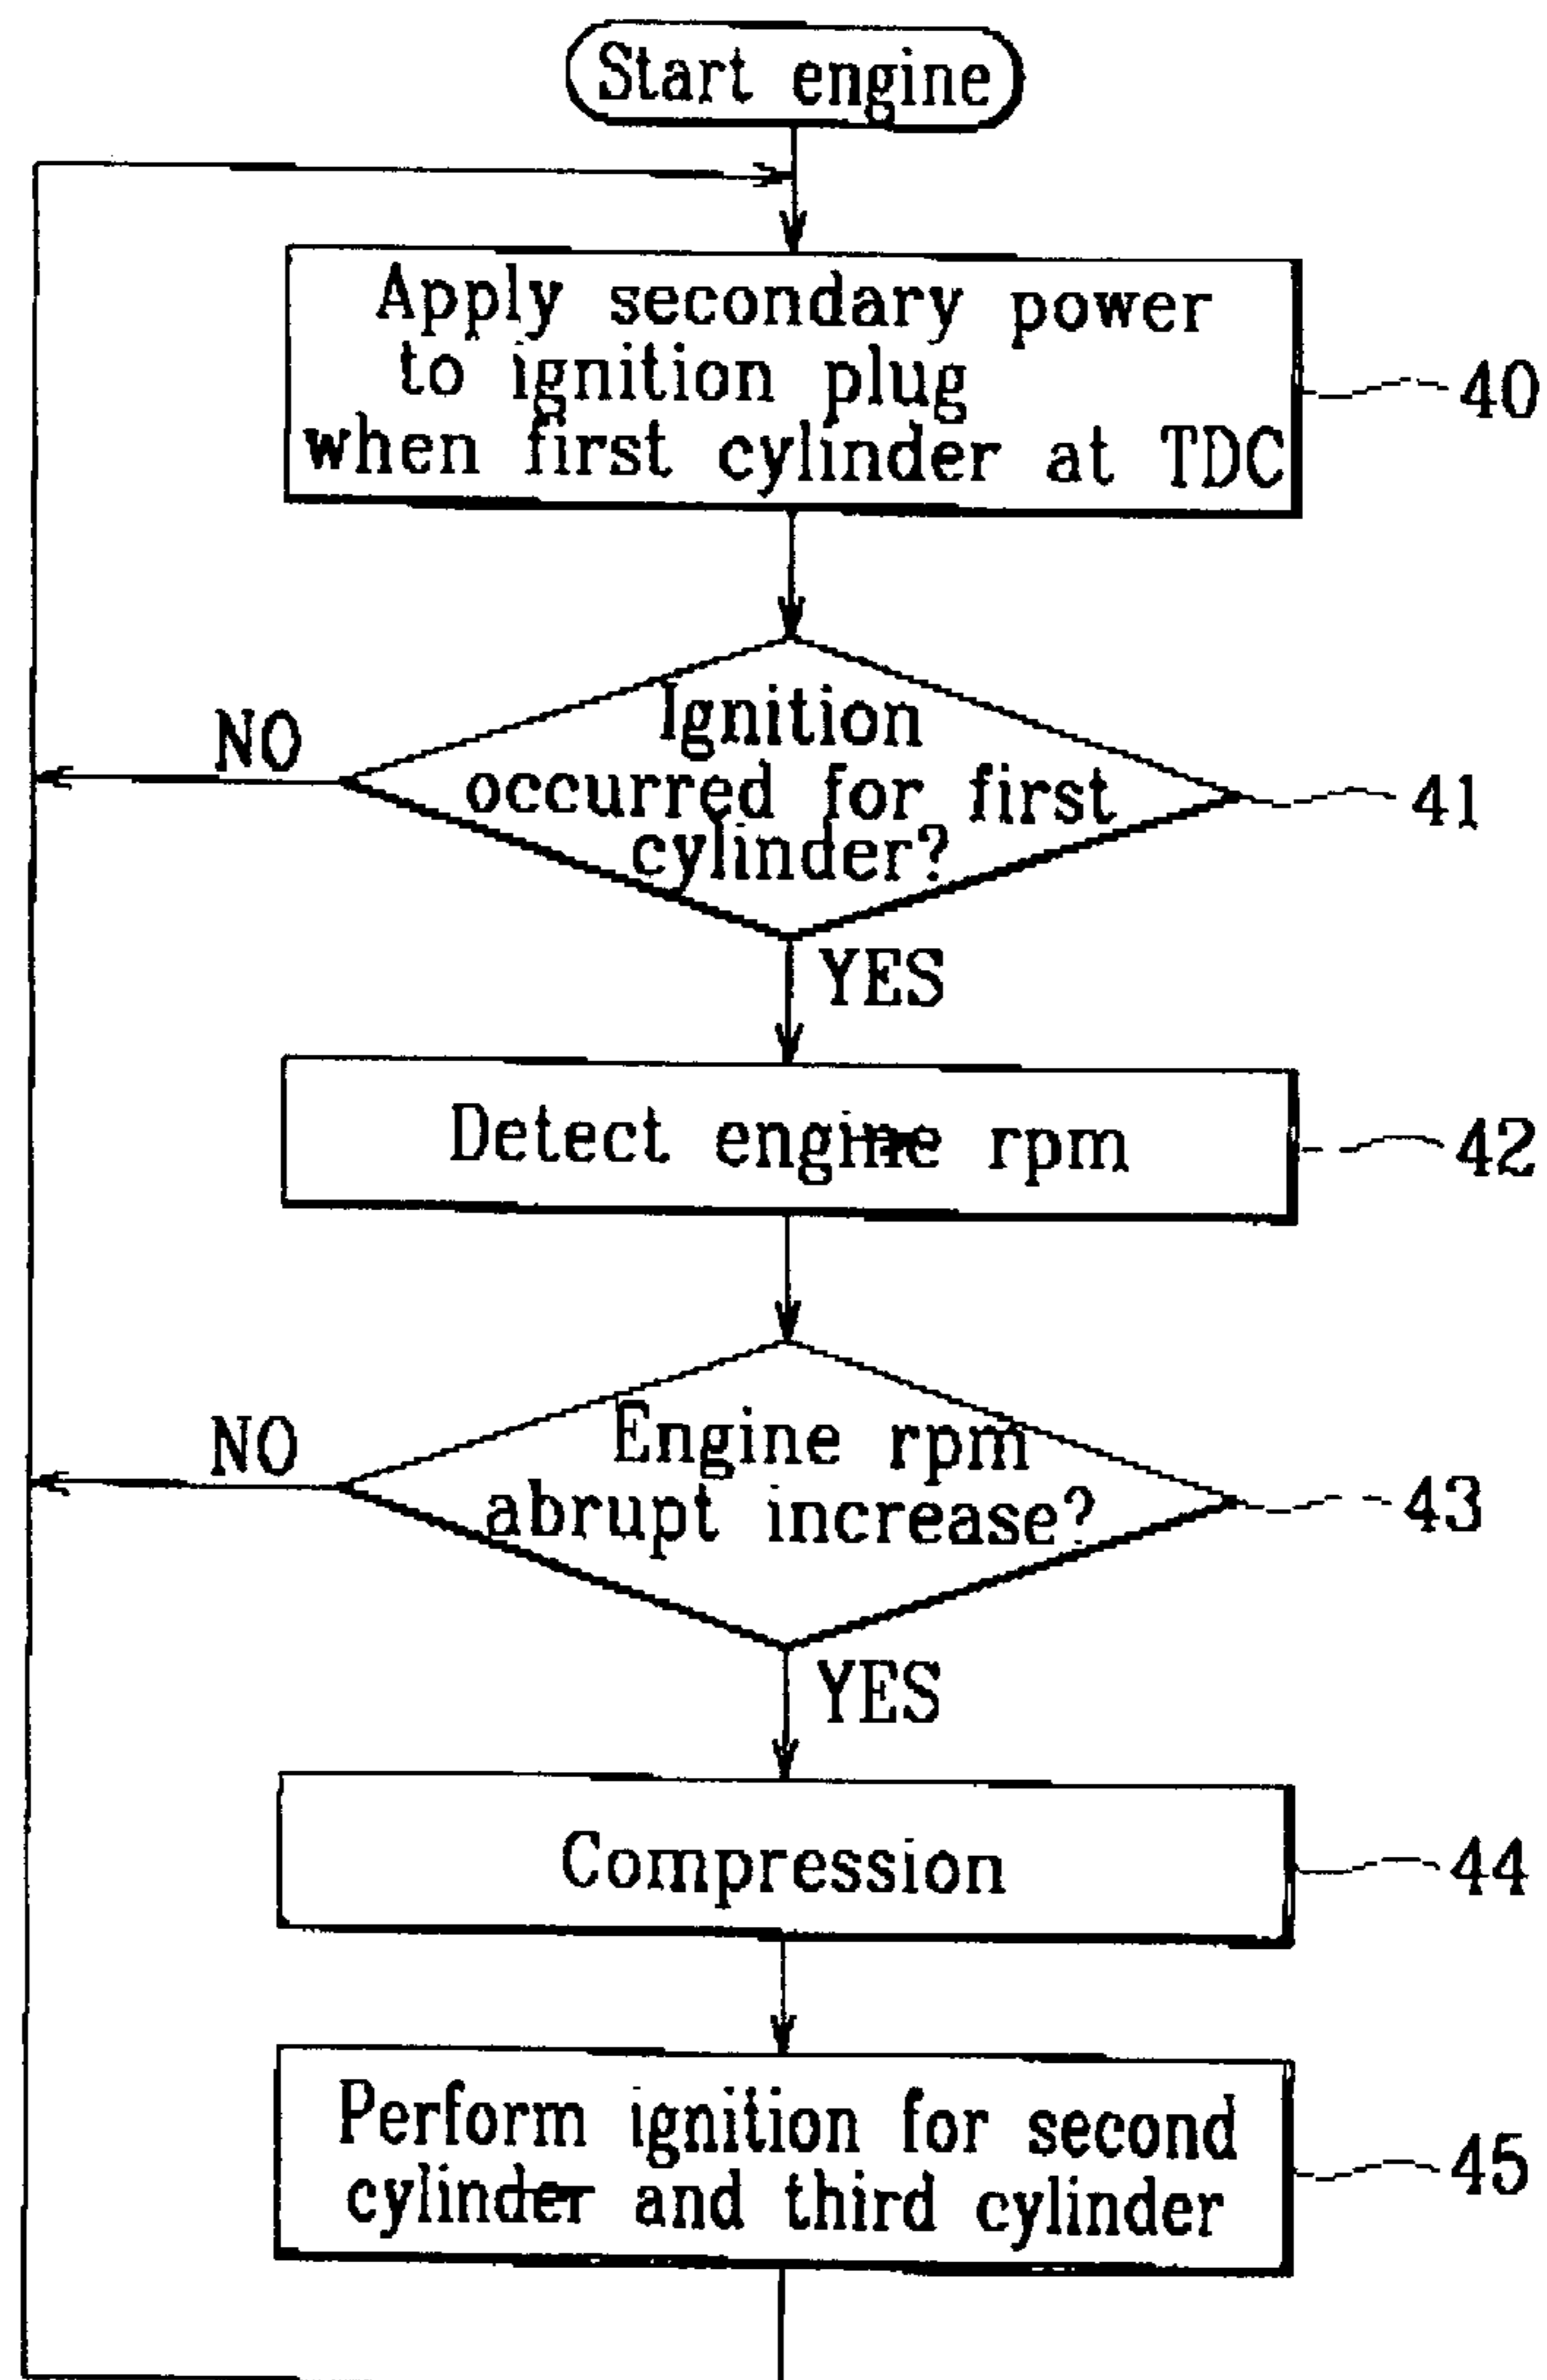 Start engine
Apply secondary power
to ignition plug
when first cylinder at TDC
40
Ignition
occurred for first
cylinder?
41
NO
YES
Detect engine rpm
42
Engine rpm
abrupt increase?
43
NO
YES
Compression
44
Perform ignition for second
cylinder and third cylinder
45